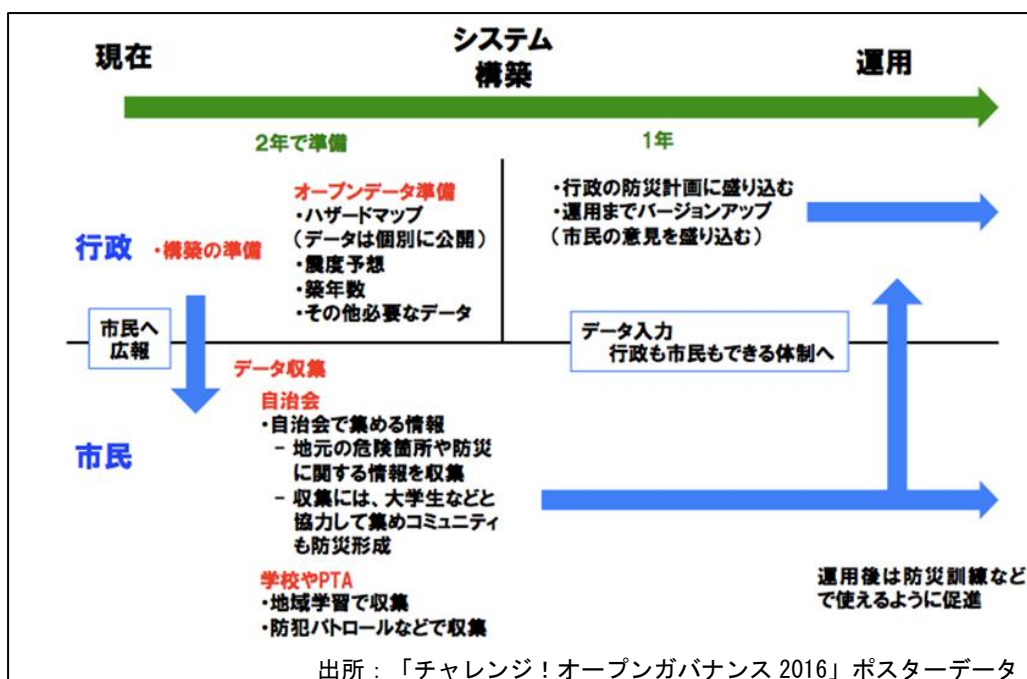 現在
システム
構築
運用
2年で準備
1年
行政
・構築の準備
オープンデータ準備
・ハザードマップ
（データは個別に公開）
・震度予想
・築年数
・その他必要なデータ
・行政の防災計画に盛り込む
・運用までバージョンアップ
（市民の意見を盛り込む）
市民へ
広報
データ入力
行政も市民もできる体制へ
市民
データ収集
自治会
・自治会で集める情報
− 地元の危険箇所や防災
に関する情報を収集
− 収集には、大学生などと
協力して集めコミュニティ
も防災形成
学校やPTA
・地域学習で収集
・防犯パトロールなどで収集
運用後は防災訓練など
で使えるように促進
出所：「チャレンジ！オープンガバナンス 2016」ポスターデータ